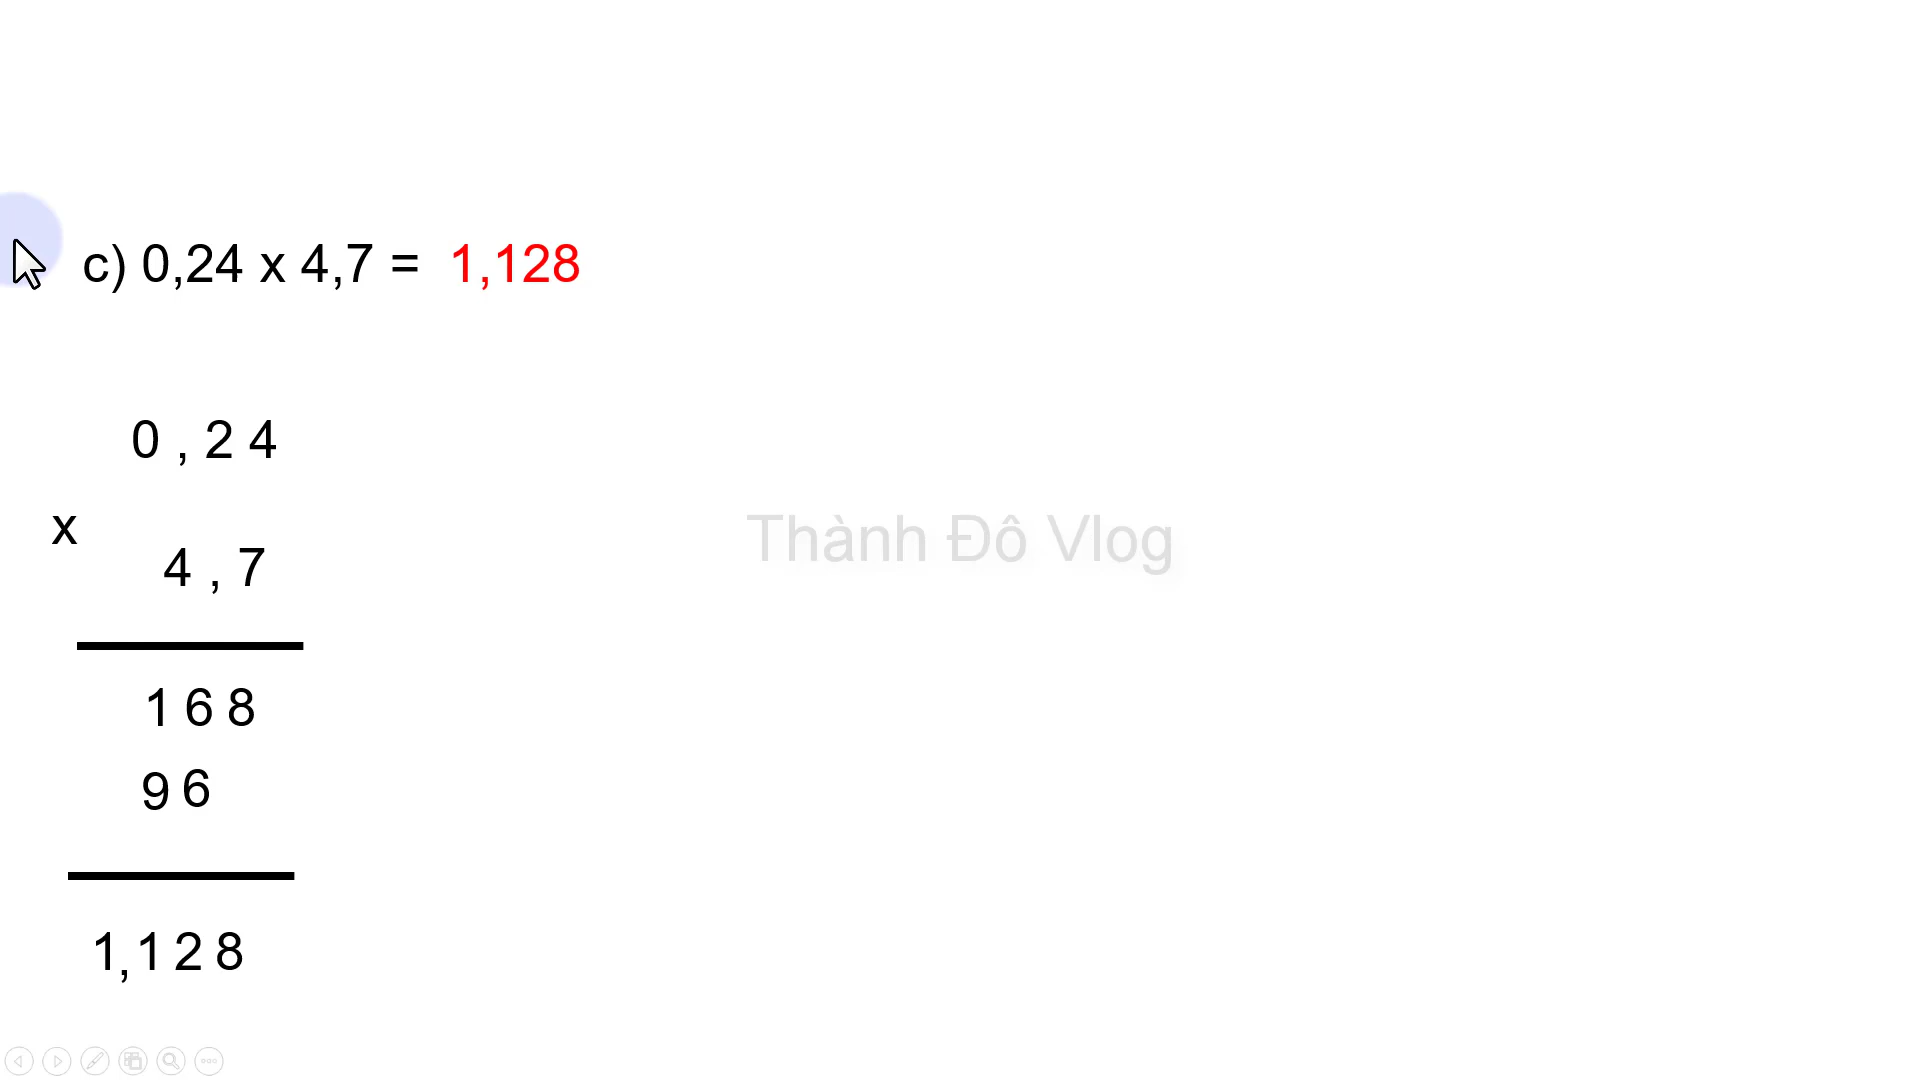 c) 0,24 x 4,7 = 1,128
0 , 2 4
x
4 , 7
1 6 8
9 6
1,1 2 8
Thành Đô Vlog